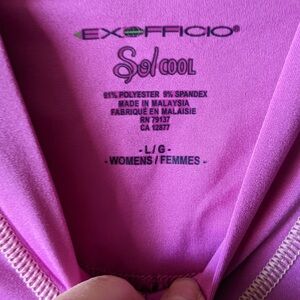 EXOFFICIO®
Sol COOL
91% POLYESTER 9% SPANDEX
MADE IN MALAYSIA
FABRIQUÉ EN MALAISIE
RN 79137
CA 12877
- L/G -
WOMENS / FEMMES -